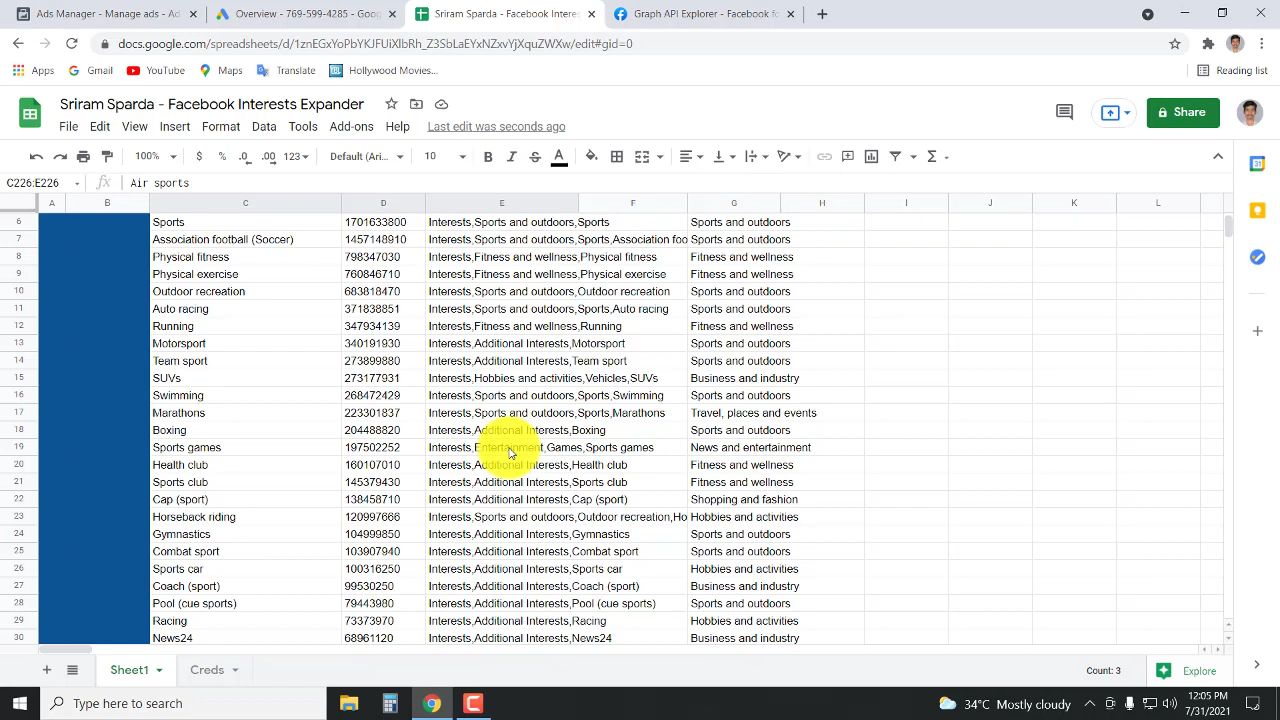 Ads Manager - Manage ads - Ad
Overview - 769-599-4285 - Goog
Sriram Sparda - Facebook Interes
Graph API Explorer - Facebook fo
docs.google.com/spreadsheets/d/1znEGxYoPbYKJFUiXlbRh_Z3SbLaEYxNZxvYjXquZWXw/edit#gid=0
Apps
Gmail
YouTube
Maps
Translate
Hollywood Movies...
Reading list
Sriram Sparda - Facebook Interests Expander
Share
File Edit View Insert Format Data Tools Add-ons Help Last edit was seconds ago
100% $ % .0 .00 123 Default (Ari... 10 B I S A Σ
C226:E226 fx Air sports
A B C D E F G H I J K L
6 Sports 1701633800 Interests,Sports and outdoors,Sports Sports and outdoors
7 Association football (Soccer) 1457148910 Interests,Sports and outdoors,Sports,Association foo Sports and outdoors
8 Physical fitness 798347030 Interests,Fitness and wellness,Physical fitness Fitness and wellness
9 Physical exercise 760846710 Interests,Fitness and wellness,Physical exercise Fitness and wellness
10 Outdoor recreation 683818470 Interests,Sports and outdoors,Outdoor recreation Sports and outdoors
11 Auto racing 371838851 Interests,Sports and outdoors,Sports,Auto racing Sports and outdoors
12 Running 347934139 Interests,Fitness and wellness,Running Fitness and wellness
13 Motorsport 340191930 Interests,Additional Interests,Motorsport Sports and outdoors
14 Team sport 273899880 Interests,Additional Interests,Team sport Sports and outdoors
15 SUVs 273177931 Interests,Hobbies and activities,Vehicles,SUVs Business and industry
16 Swimming 268472429 Interests,Sports and outdoors,Sports,Swimming Sports and outdoors
17 Marathons 223301837 Interests,Sports and outdoors,Sports,Marathons Travel, places and events
18 Boxing 204488820 Interests,Additional Interests,Boxing Sports and outdoors
19 Sports games 197502252 Interests,Entertainment,Games,Sports games News and entertainment
20 Health club 160107010 Interests,Additional Interests,Health club Fitness and wellness
21 Sports club 145379430 Interests,Additional Interests,Sports club Fitness and wellness
22 Cap (sport) 138458710 Interests,Additional Interests,Cap (sport) Shopping and fashion
23 Horseback riding 120997666 Interests,Sports and outdoors,Outdoor recreation,Ho Hobbies and activities
24 Gymnastics 104999850 Interests,Additional Interests,Gymnastics Sports and outdoors
25 Combat sport 103907940 Interests,Additional Interests,Combat sport Sports and outdoors
26 Sports car 100316250 Interests,Additional Interests,Sports car Hobbies and activities
27 Coach (sport) 99530250 Interests,Additional Interests,Coach (sport) Business and industry
28 Pool (cue sports) 79443980 Interests,Additional Interests,Pool (cue sports) Sports and outdoors
29 Racing 73373970 Interests,Additional Interests,Racing Hobbies and activities
30 News24 68961120 Interests,Additional Interests,News24 Business and industry
Sheet1
Creds
Count: 3
Explore
Type here to search
34°C Mostly cloudy
12:05 PM
7/31/2021